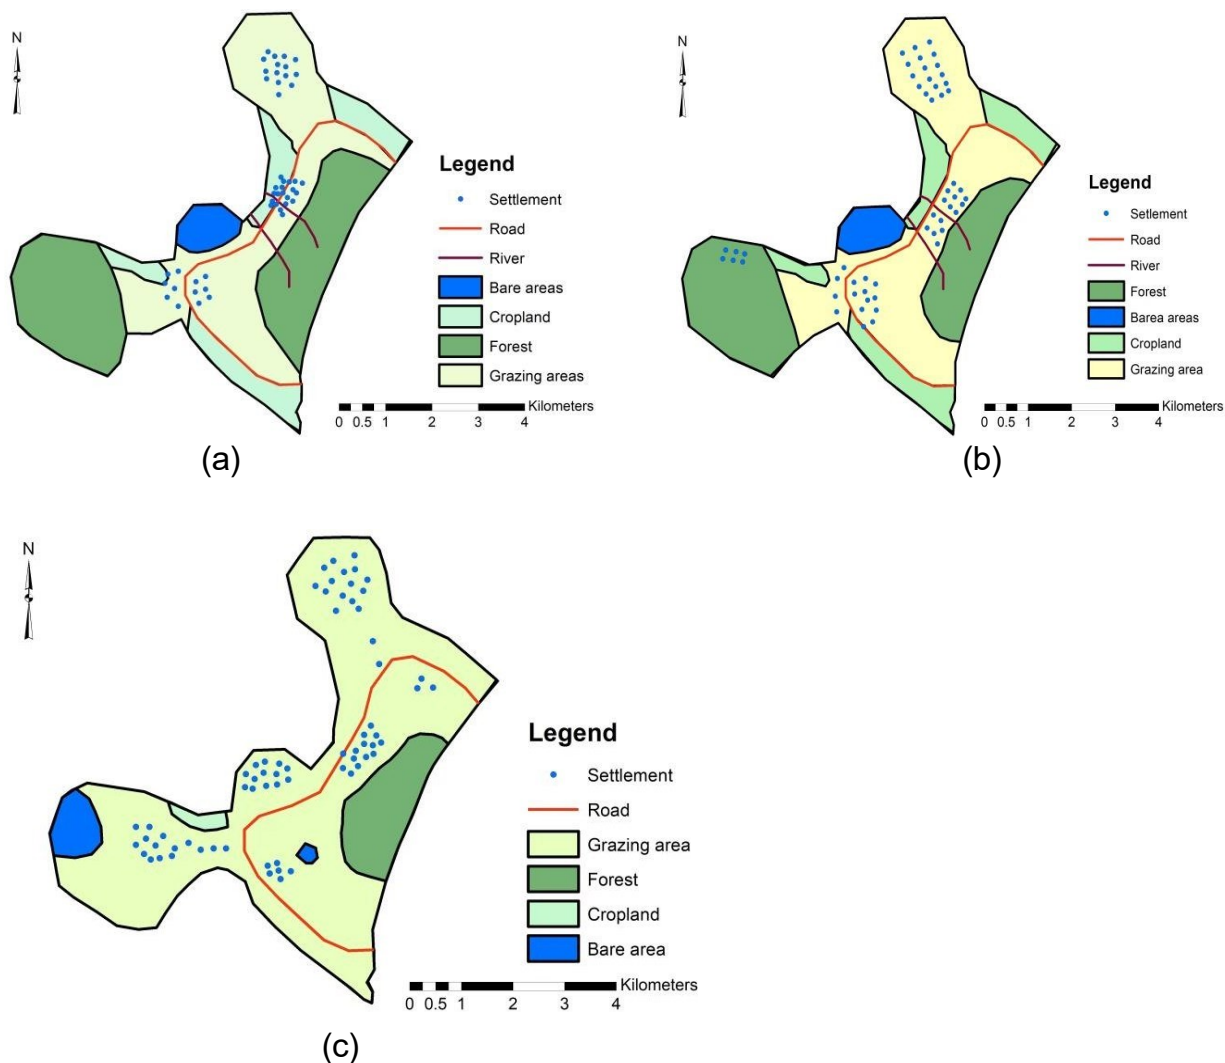 N
Legend
Settlement
Road
River
Bare areas
Cropland
Forest
Grazing areas
Kilometers
0 0.5 1 2 3 4
(a)
N
Legend
Settlement
Road
River
Forest
Barea areas
Cropland
Grazing area
Kilometers
0 0.5 1 2 3 4
(b)
N
Legend
Settlement
Road
Grazing area
Forest
Cropland
Bare area
Kilometers
0 0.5 1 2 3 4
(c)